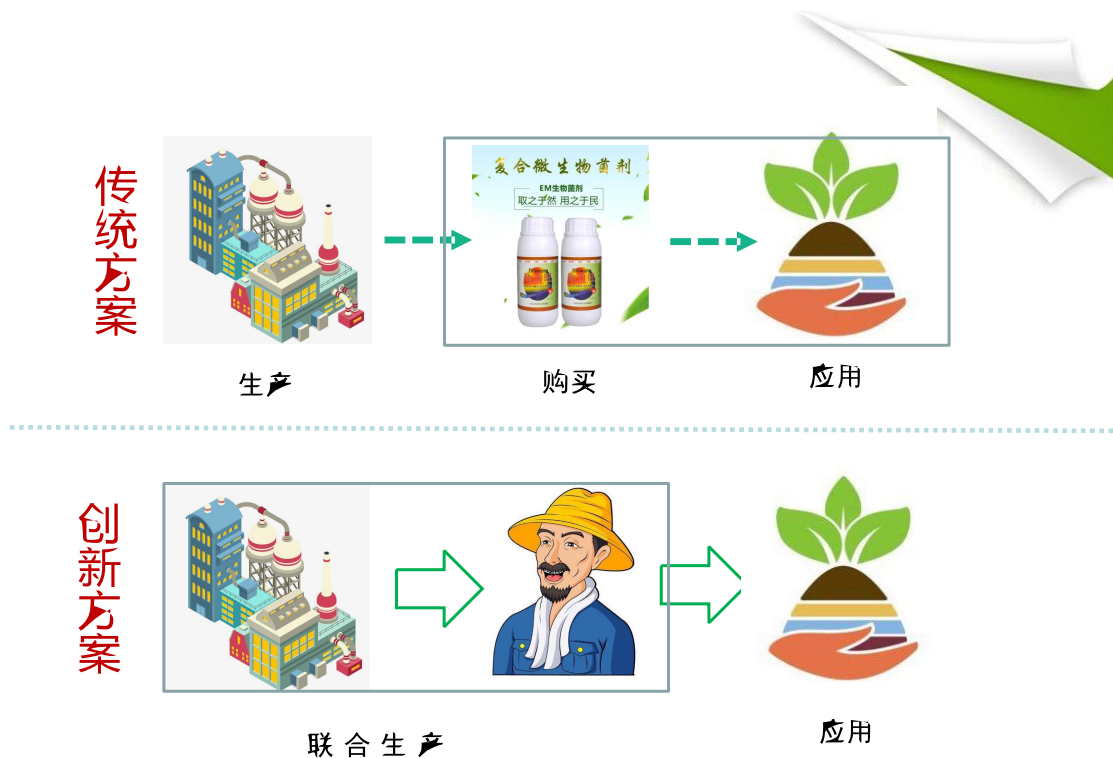 传统方案
复合微生物菌剂
EM生物菌剂
取之于然 用之于民
生产
购买
应用
创新方案
联合生产
应用